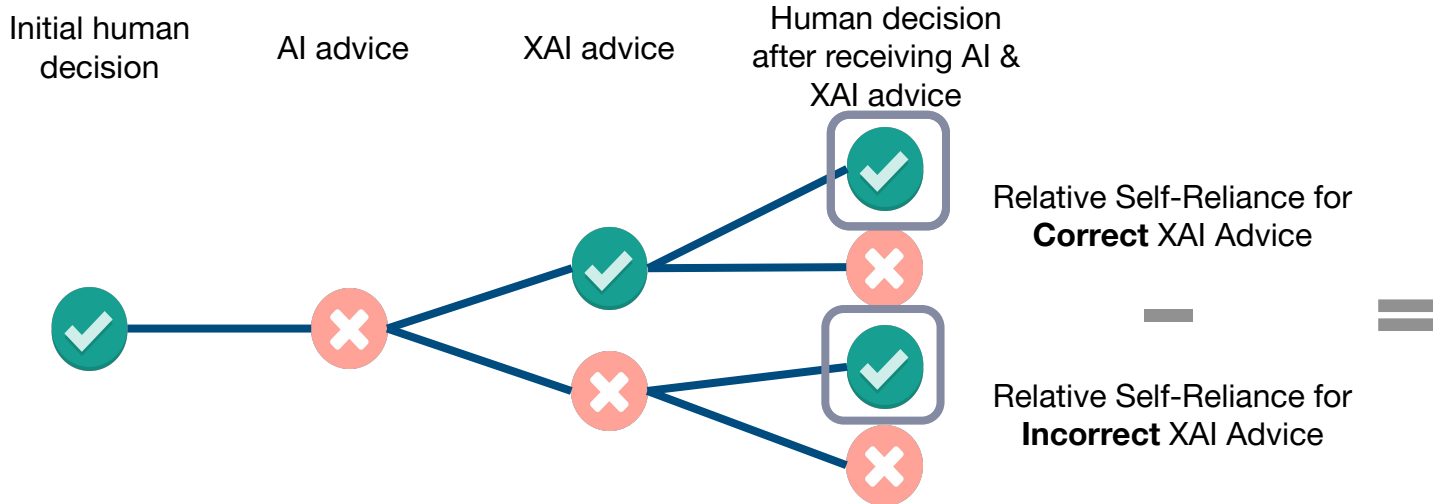 Initial human
decision
AI advice
XAI advice
Human decision
after receiving AI &
XAI advice
Relative Self-Reliance for
Correct XAI Advice
Relative Self-Reliance for
Incorrect XAI Advice